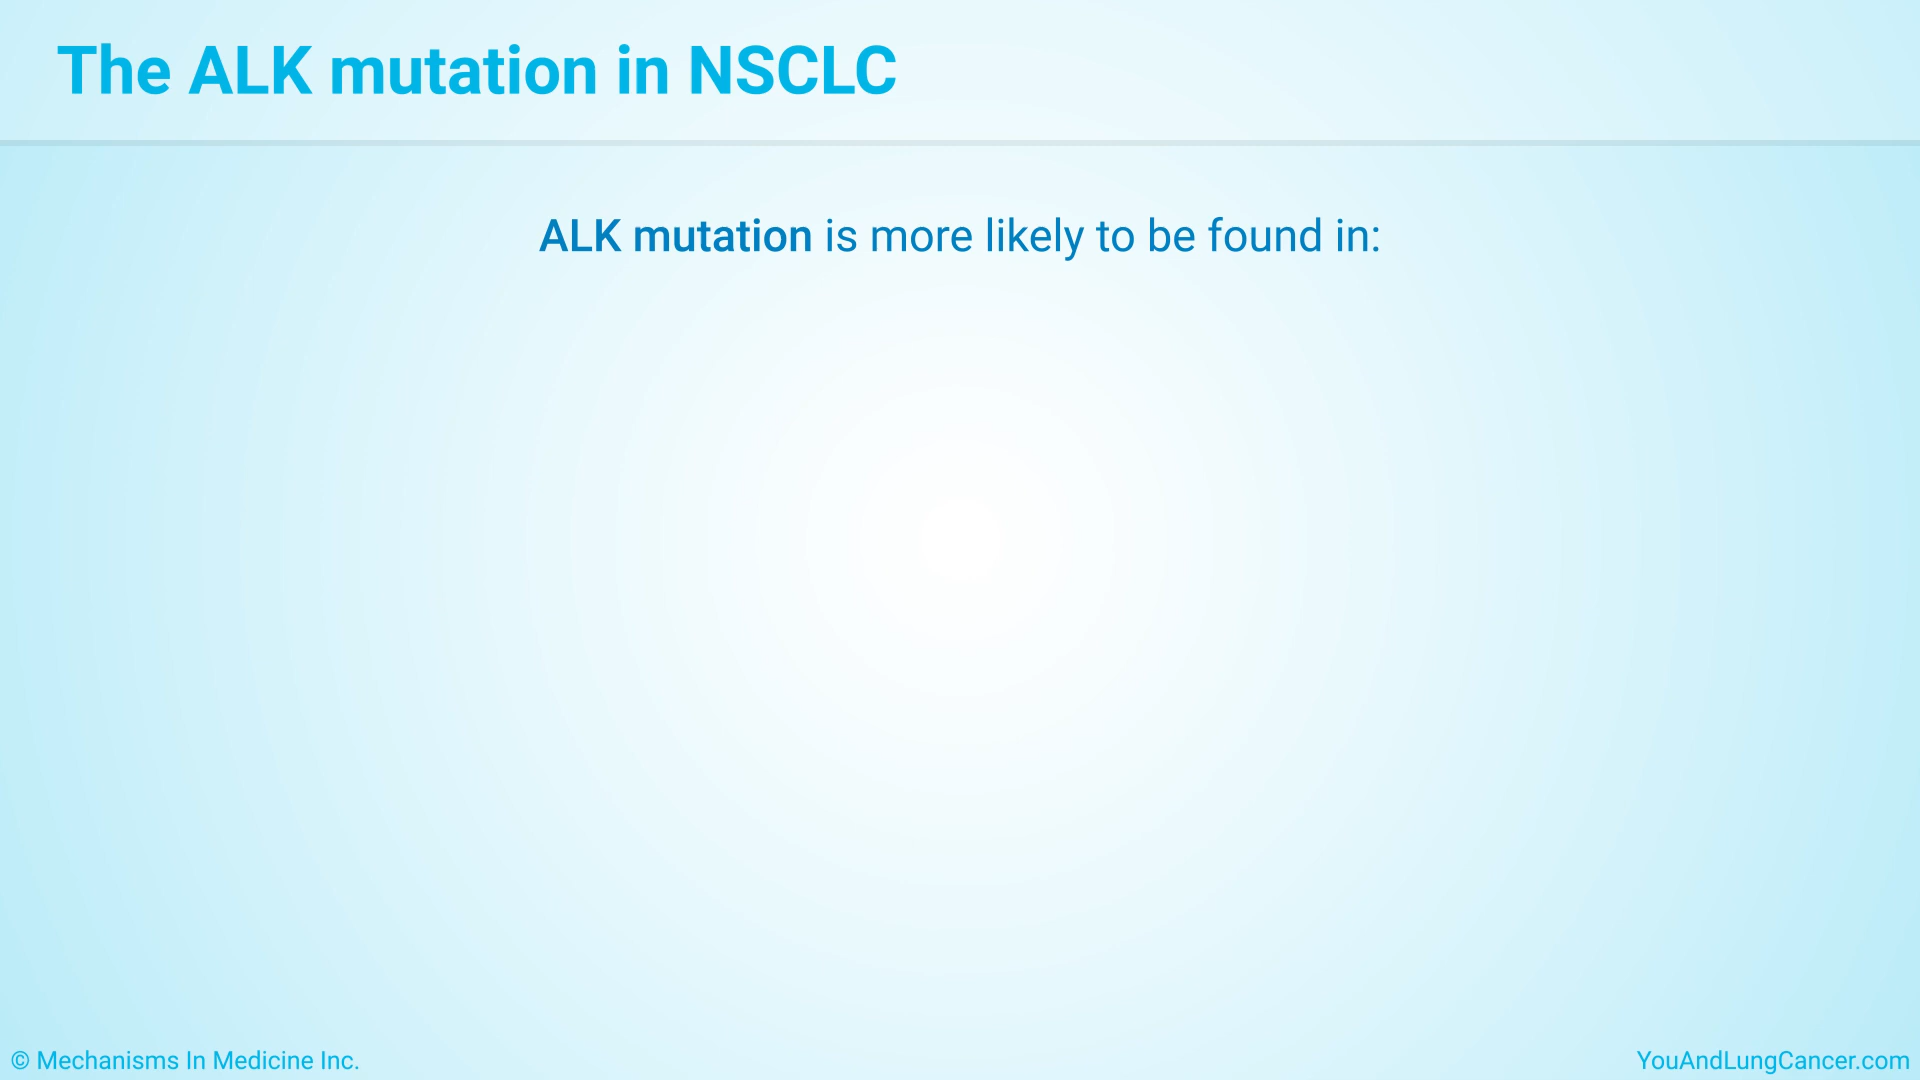 The ALK mutation in NSCLC
ALK mutation is more likely to be found in:
© Mechanisms In Medicine Inc.
YouAndLungCancer.com